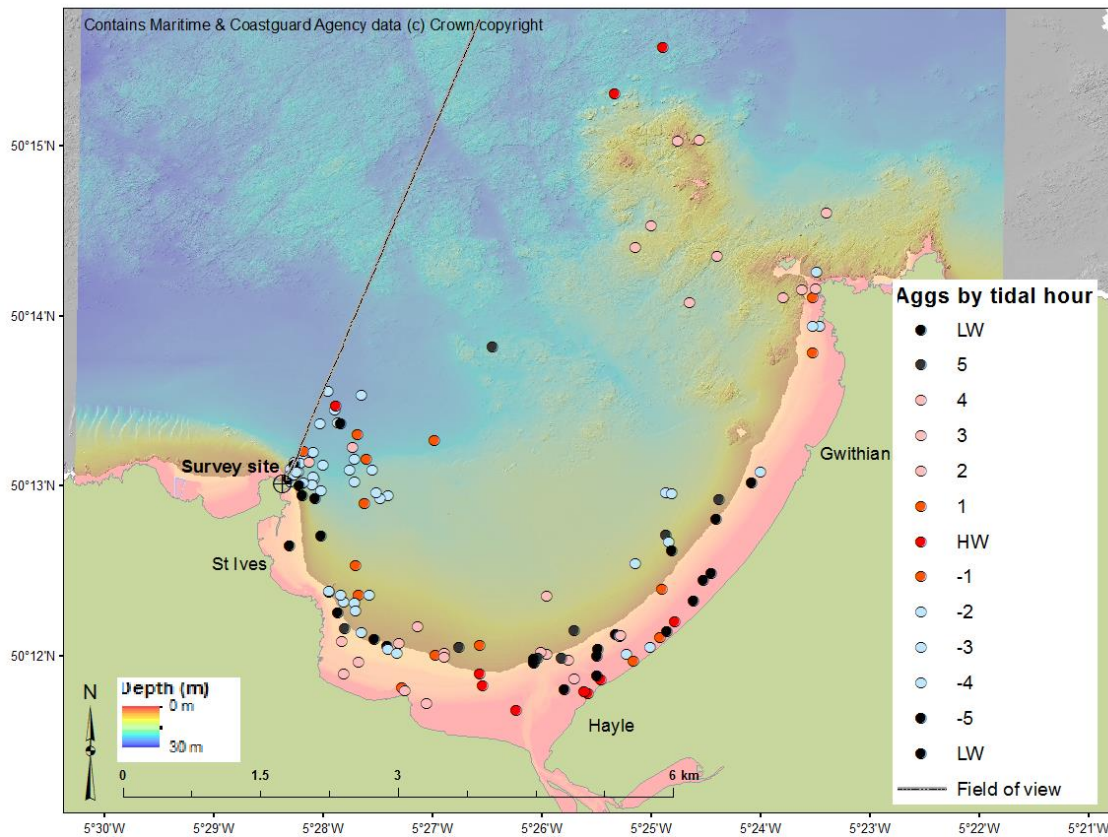 Contains Maritime & Coastguard Agency data (c) Crown copyright
50°15'N
50°14'N
50°13'N
50°12'N
Survey site
St Ives
Gwithian
Hayle
Aggs by tidal hour
LW
5
4
3
2
1
HW
-1
-2
-3
-4
-5
LW
Field of view
Depth (m)
0 m
30 m
N
0 1.5 3 6 km
5°30'W 5°29'W 5°28'W 5°27'W 5°26'W 5°25'W 5°24'W 5°23'W 5°22'W 5°21'W